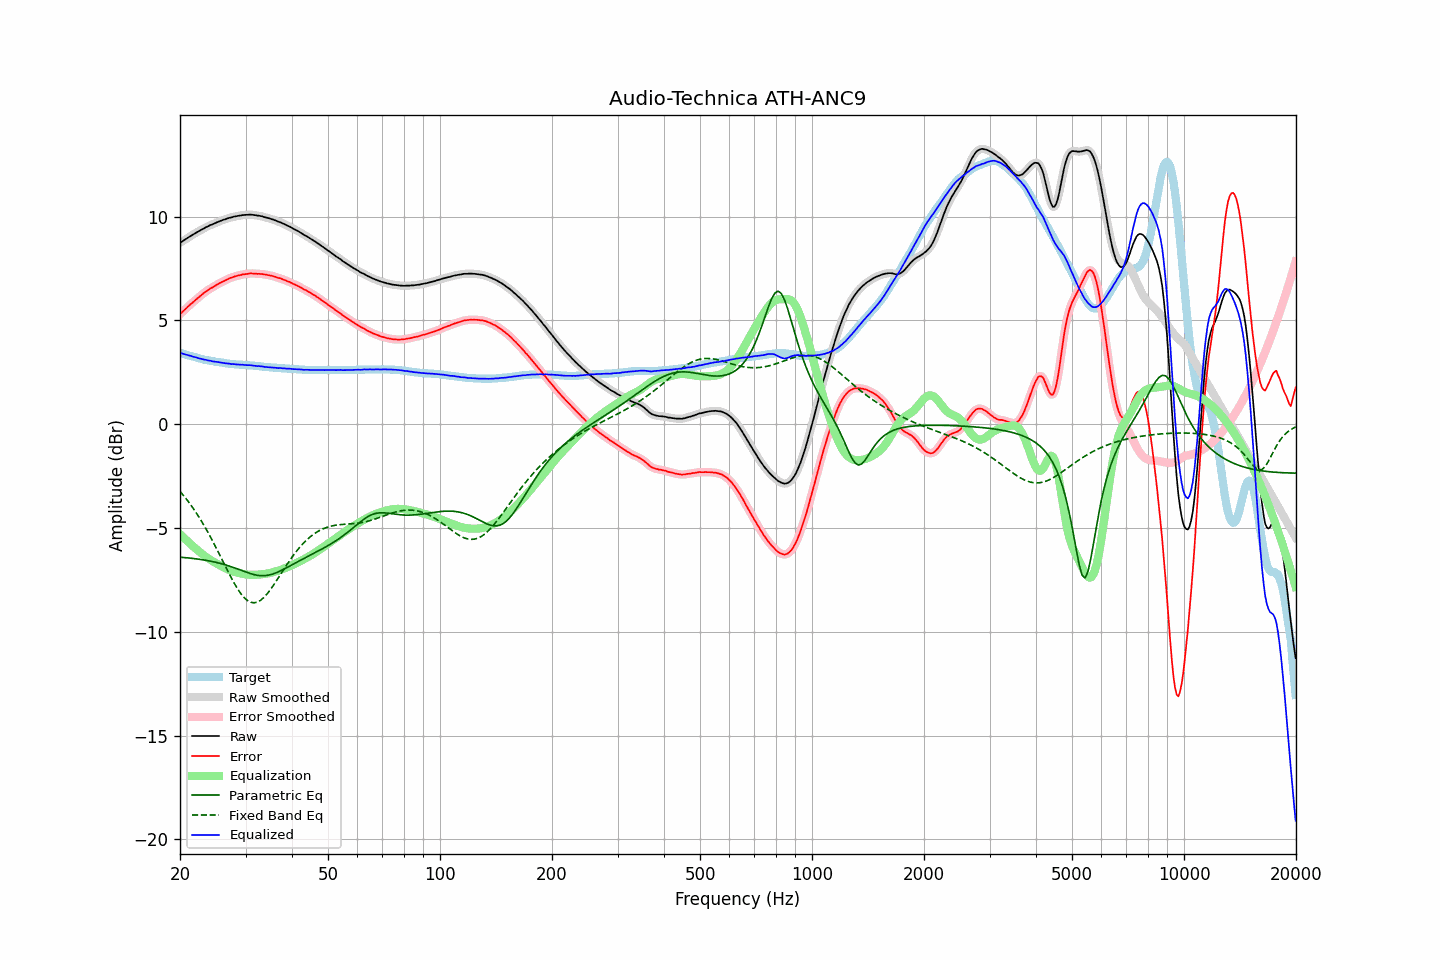 Audio-Technica ATH-ANC9
Amplitude (dBr)
10
5
0
−5
−10
−15
−20
Target
Raw Smoothed
Error Smoothed
Raw
Error
Equalization
Parametric Eq
Fixed Band Eq
Equalized
20 50 100 200 500 1000 2000 5000 10000 20000
Frequency (Hz)